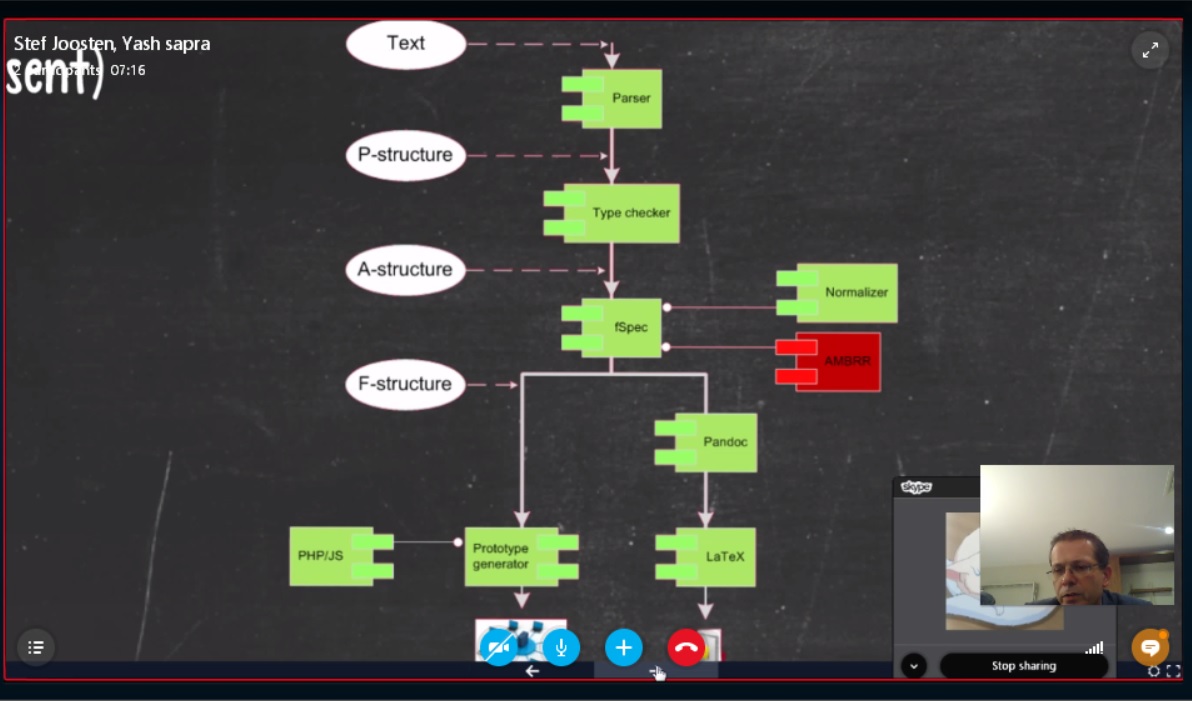 Stef Joosten, Yash sapra
sent)
2 participants 07:16
Text
Parser
P-structure
Type checker
A-structure
Normalizer
fSpec
AMBRR
F-structure
Pandoc
skype
PHP/JS
Prototype
generator
LaTeX
Stop sharing